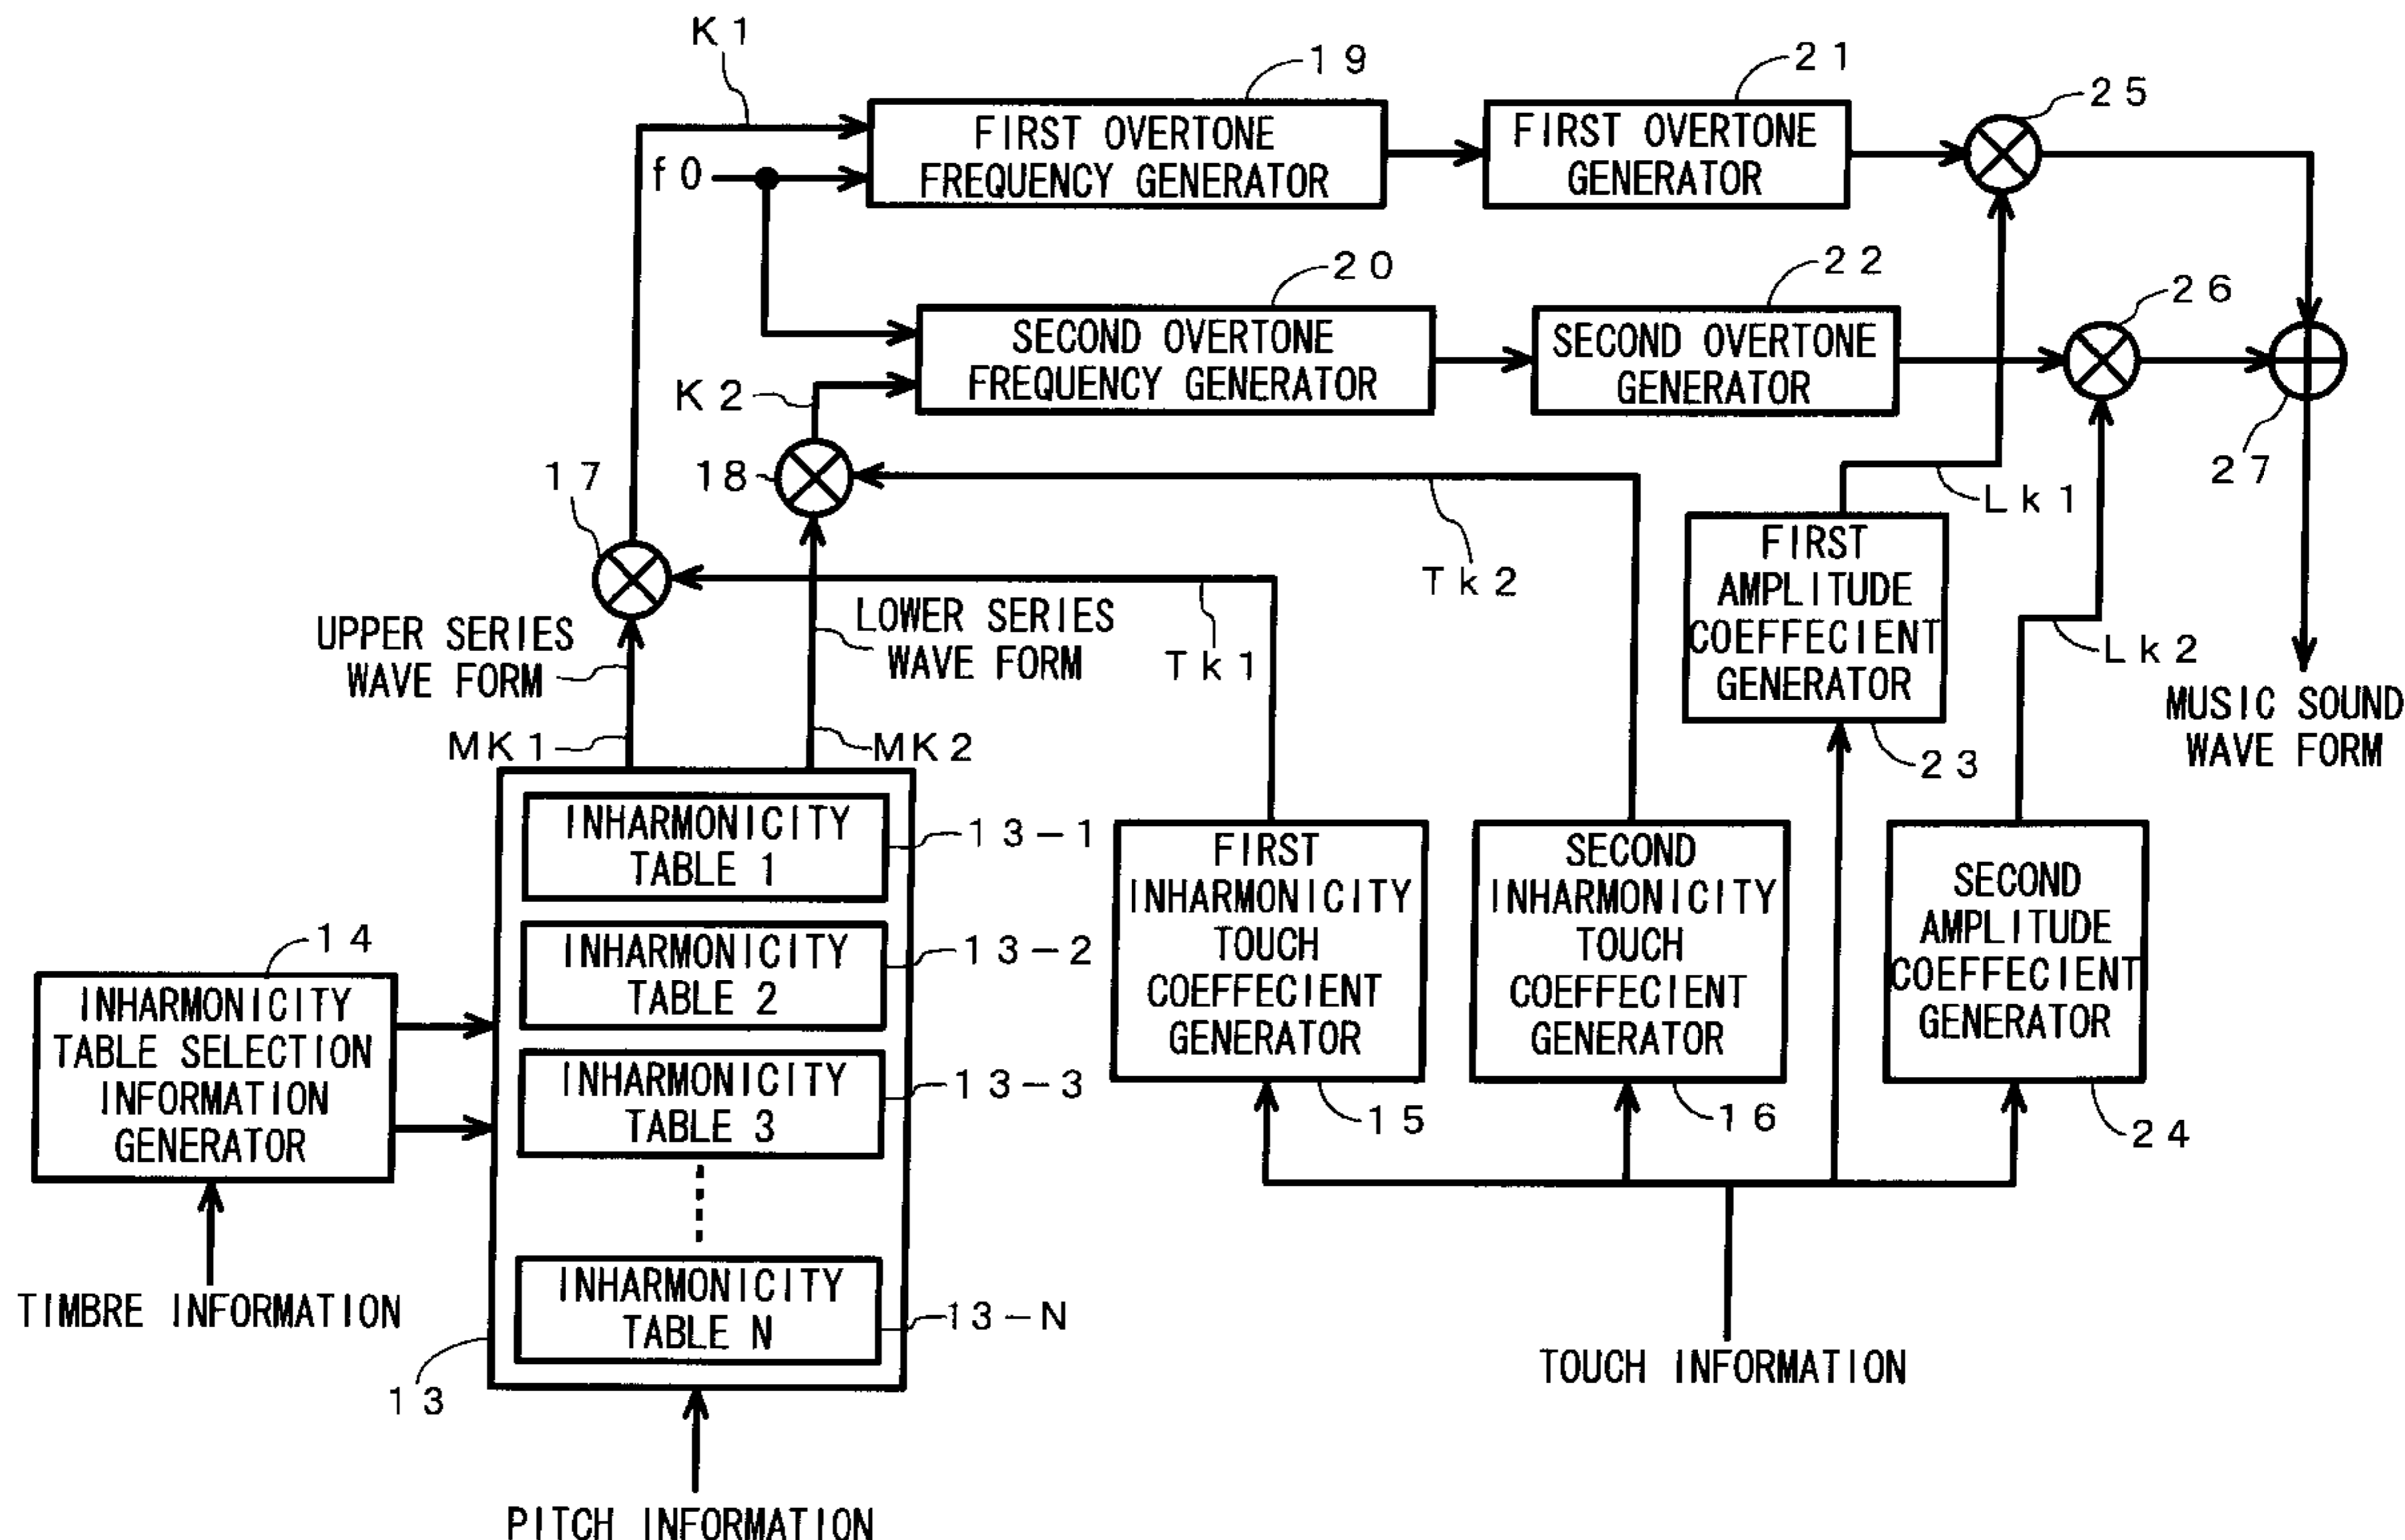 K1
19
21
25
FIRST OVERTONE
FREQUENCY GENERATOR
FIRST OVERTONE
GENERATOR
f0
20
22
26
SECOND OVERTONE
FREQUENCY GENERATOR
SECOND OVERTONE
GENERATOR
K2
17
18
27
Lk1
Tk2
FIRST
AMPLITUDE
COEFFECIENT
GENERATOR
UPPER SERIES
WAVE FORM
LOWER SERIES
WAVE FORM
Tk1
Lk2
MUSIC SOUND
WAVE FORM
MK1
MK2
23
INHARMONICITY
TABLE 1
13-1
FIRST
INHARMONICITY
TOUCH
COEFFECIENT
GENERATOR
SECOND
INHARMONICITY
TOUCH
COEFFECIENT
GENERATOR
SECOND
AMPLITUDE
COEFFECIENT
GENERATOR
14
INHARMONICITY
TABLE 2
13-2
INHARMONICITY
TABLE SELECTION
INFORMATION
GENERATOR
INHARMONICITY
TABLE 3
13-3
15
16
24
INHARMONICITY
TABLE N
13-N
TIMBRE INFORMATION
TOUCH INFORMATION
13
PITCH INFORMATION